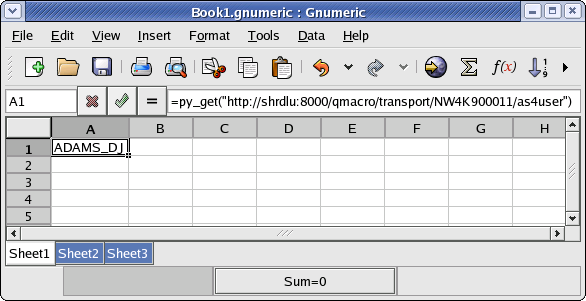 Book1.gnumeric : Gnumeric
File Edit View Insert Format Tools Data Help
A1 =py_get("http://shrdlu:8000/qmacro/transport/NW4K900011/as4user")
A B C D E F G H
1 ADAMS_DJ
2
3
4
5
Sheet1 Sheet2 Sheet3
Sum=0